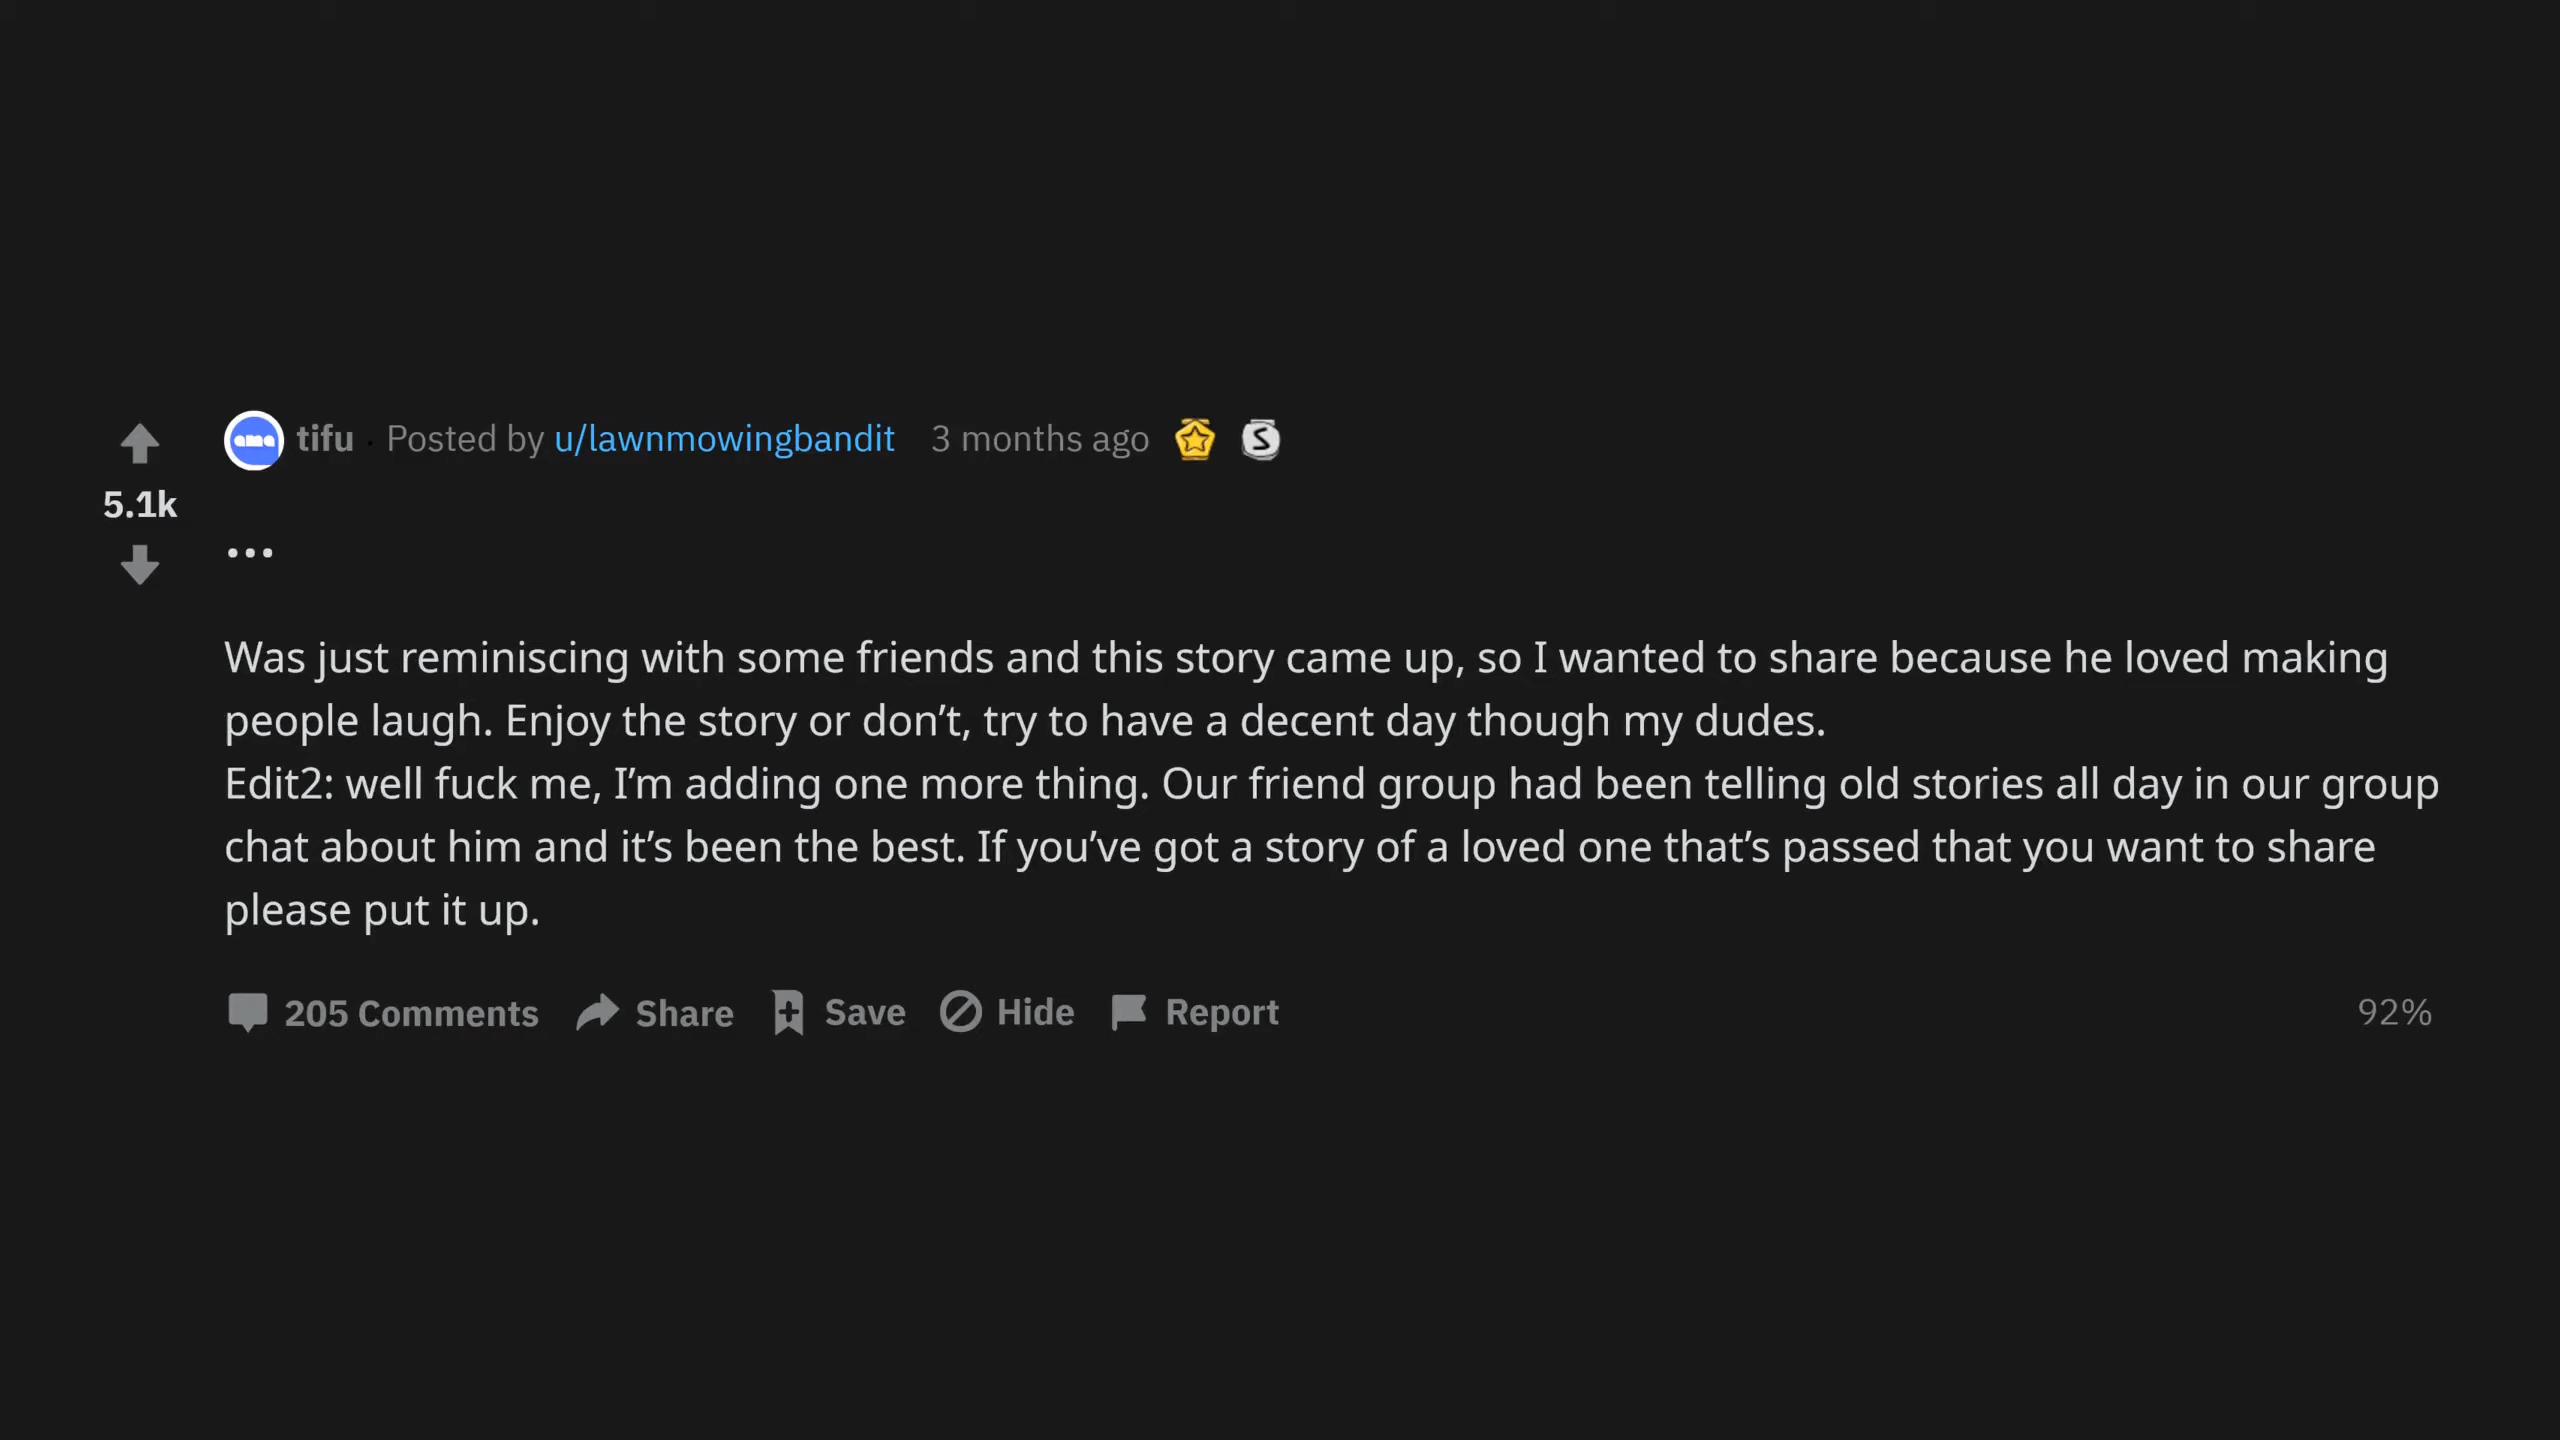 tifu · Posted by u/lawnmowingbandit 3 months ago
5.1k
...
Was just reminiscing with some friends and this story came up, so I wanted to share because he loved making
people laugh. Enjoy the story or don’t, try to have a decent day though my dudes.
Edit2: well fuck me, I’m adding one more thing. Our friend group had been telling old stories all day in our group
chat about him and it’s been the best. If you’ve got a story of a loved one that’s passed that you want to share
please put it up.
205 Comments Share Save Hide Report 92%